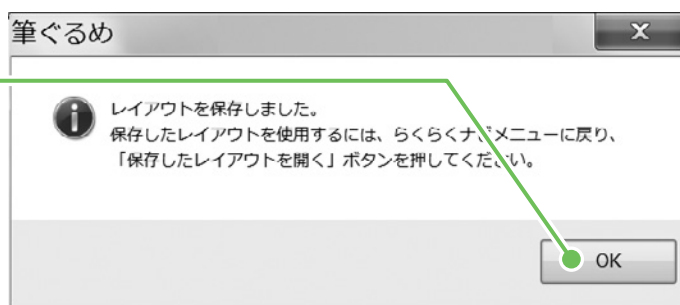 筆ぐるめ
レイアウトを保存しました。
保存したレイアウトを使用するには、らくらくナビメニューに戻り、
「保存したレイアウトを開く」ボタンを押してください。
OK